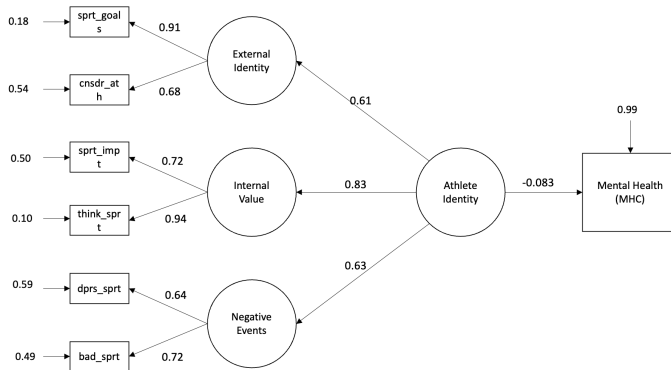 0.18
sprt_goal
s
0.91
External
Identity
0.54
cnsdr_at
h
0.68
0.61
0.99
0.50
sprt_imp
t
0.72
Internal
Value
0.83
Athlete
Identity
-0.083
Mental Health
(MHC)
0.10
think_spr
t
0.94
0.63
0.59
dprs_sprt
0.64
Negative
Events
0.49
bad_sprt
0.72